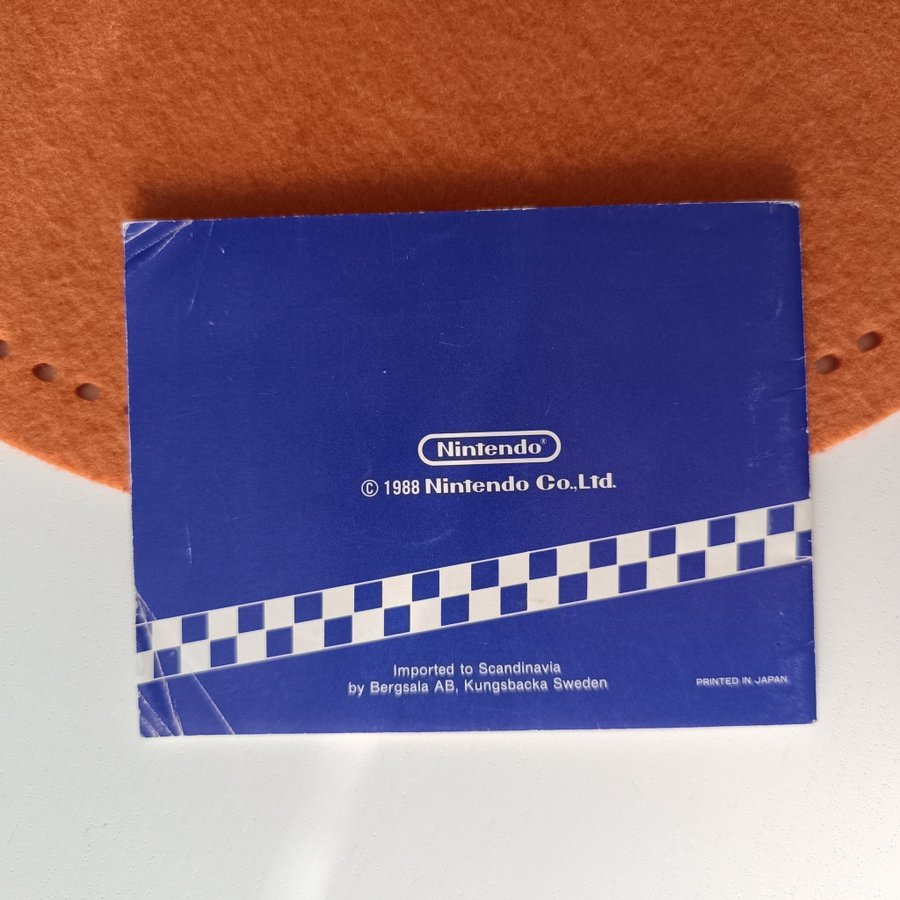 Nintendo®
© 1988 Nintendo Co.,Ltd.
Imported to Scandinavia
by Bergsala AB, Kungsbacka Sweden
PRINTED IN JAPAN